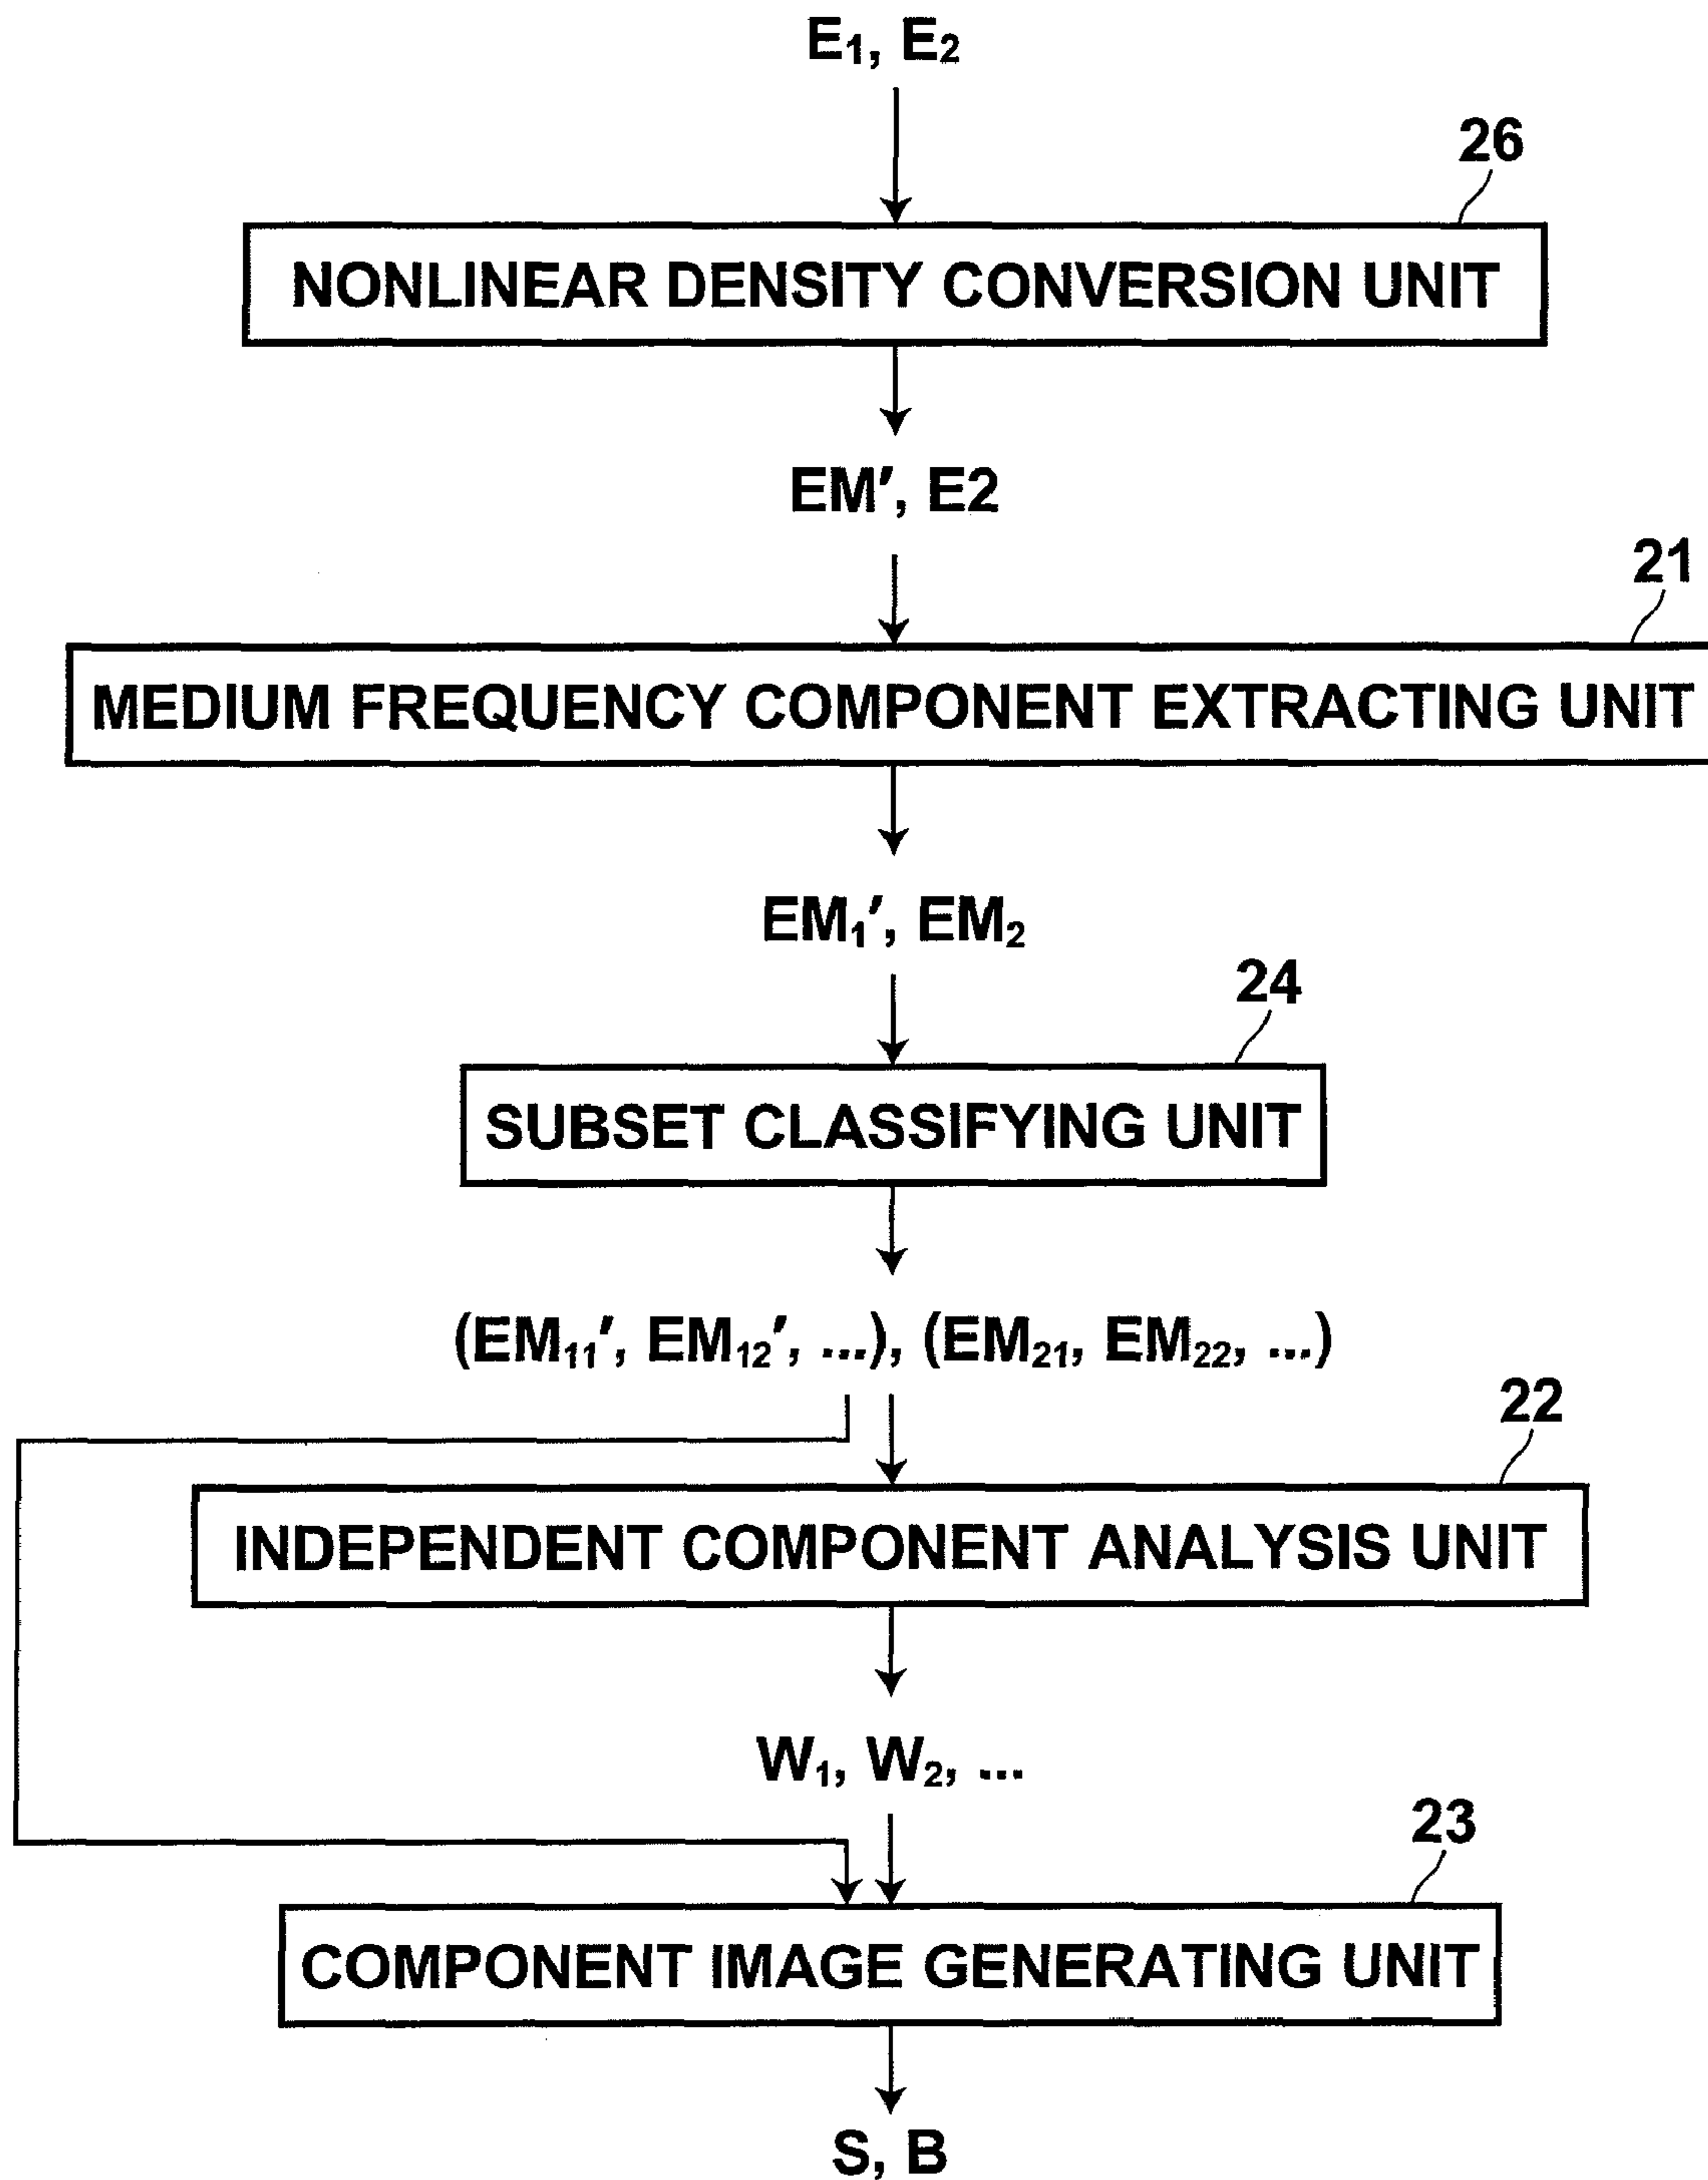 E₁, E₂
26
NONLINEAR DENSITY CONVERSION UNIT
EM′, E2
21
MEDIUM FREQUENCY COMPONENT EXTRACTING UNIT
EM₁′, EM₂
24
SUBSET CLASSIFYING UNIT
(EM₁₁′, EM₁₂′, ...), (EM₂₁, EM₂₂, ...)
22
INDEPENDENT COMPONENT ANALYSIS UNIT
W₁, W₂, ...
23
COMPONENT IMAGE GENERATING UNIT
S, B